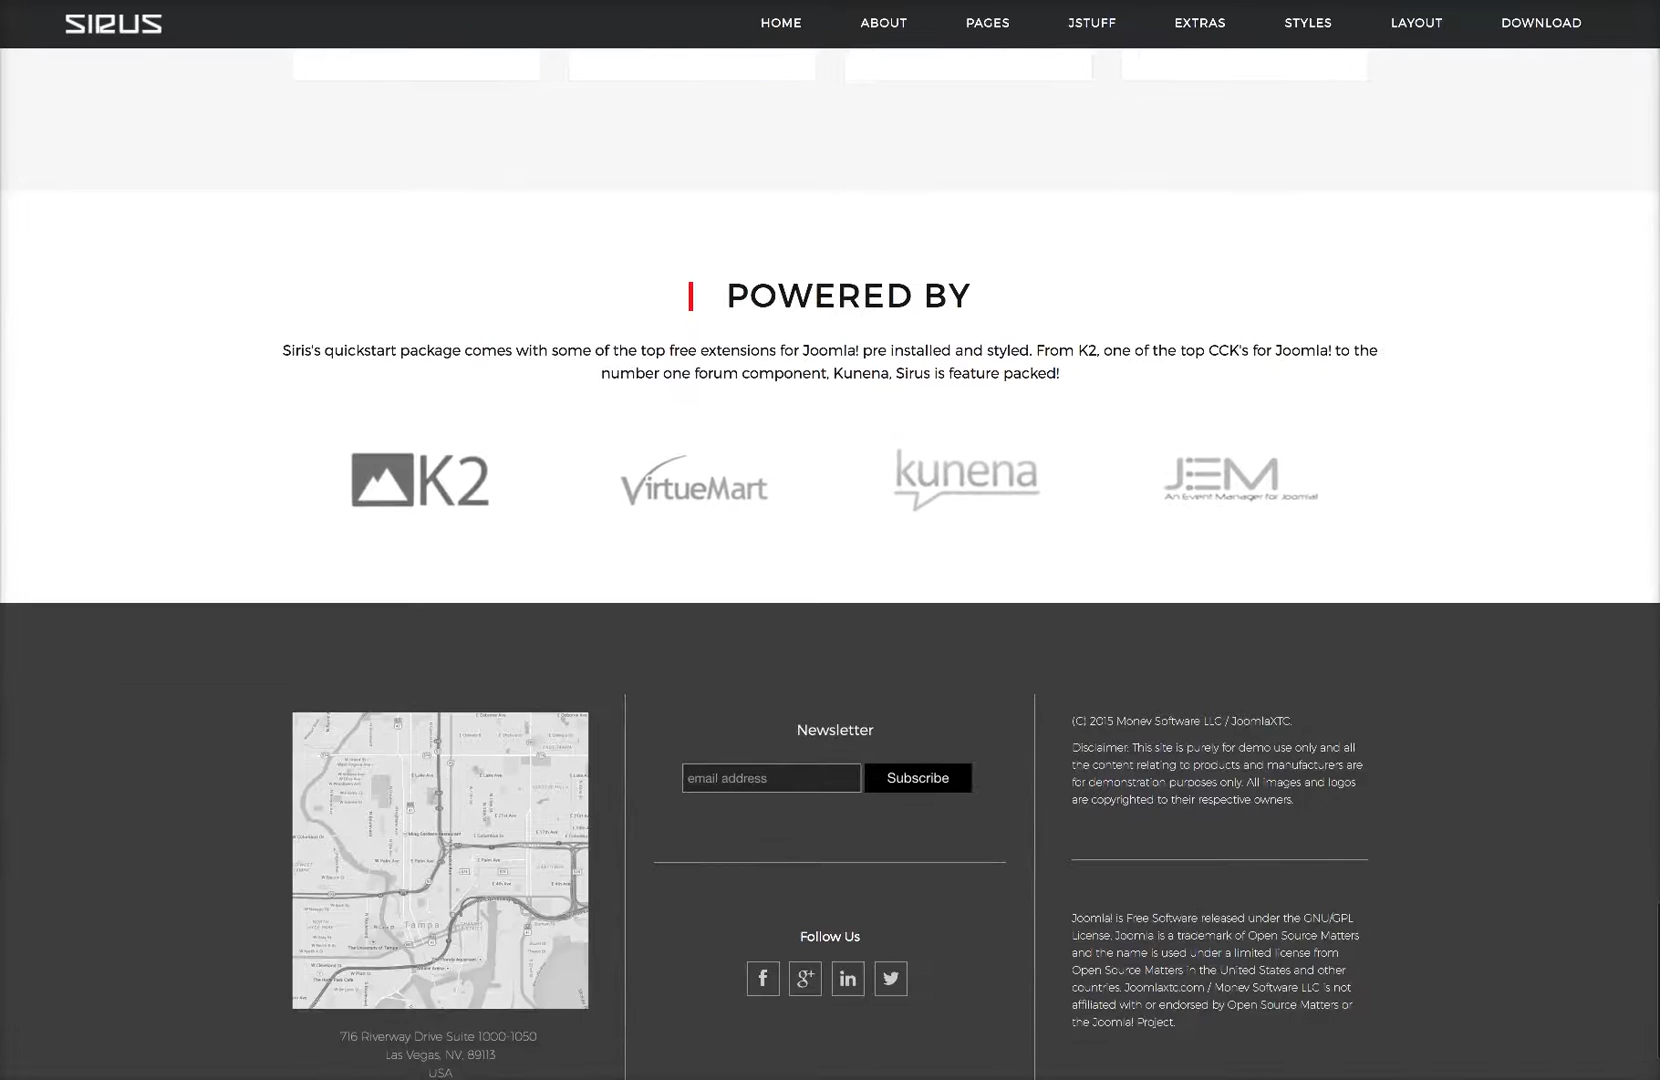 SIRUS
HOME ABOUT PAGES JSTUFF EXTRAS STYLES LAYOUT DOWNLOAD
POWERED BY
Siris's quickstart package comes with some of the top free extensions for Joomla! pre installed and styled. From K2, one of the top CCK's for Joomla! to the
number one forum component, Kunena, Sirus is feature packed!
K2
VirtueMart
kunena
JEM
An Event Manager for Joomla!
Tampa
716 Riverway Drive Suite 1000-1050
Las Vegas, NV, 89113
USA
Newsletter
email address Subscribe
Follow Us
(C) 2015 Monev Software LLC / JoomlaXTC.
Disclaimer: This site is purely for demo use only and all
the content relating to products and manufacturers are
for demonstration purposes only. All images and logos
are copyrighted to their respective owners.
Joomla! is Free Software released under the GNU/GPL
License. Joomla is a trademark of Open Source Matters
and the name is used under a limited license from
Open Source Matters in the United States and other
countries. Joomlaxtc.com / Monev Software LLC is not
affiliated with or endorsed by Open Source Matters or
the Joomla! Project.